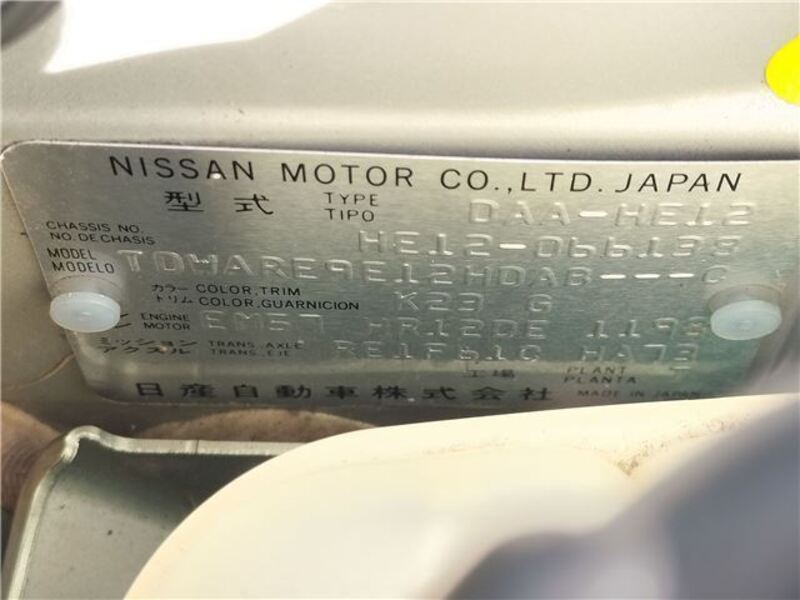 NISSAN MOTOR CO.,LTD. JAPAN
型式 TYPE TIPO DAA-HE12
CHASSIS NO. NO.DE.CHASIS HE12-066138
MODEL MODELO TDWARE9E12HDAB---C
カラー COLOR,TRIM トリム COLOR,GUARNICION K23 G
ENGINE MOTOR EM57 HR12DE 1198
ミッション TRANS. AXLE アクスル TRANS. EJE RE1F61C HA73
工場 PLANT PLANTA
日産自動車株式会社 MADE IN JAPAN